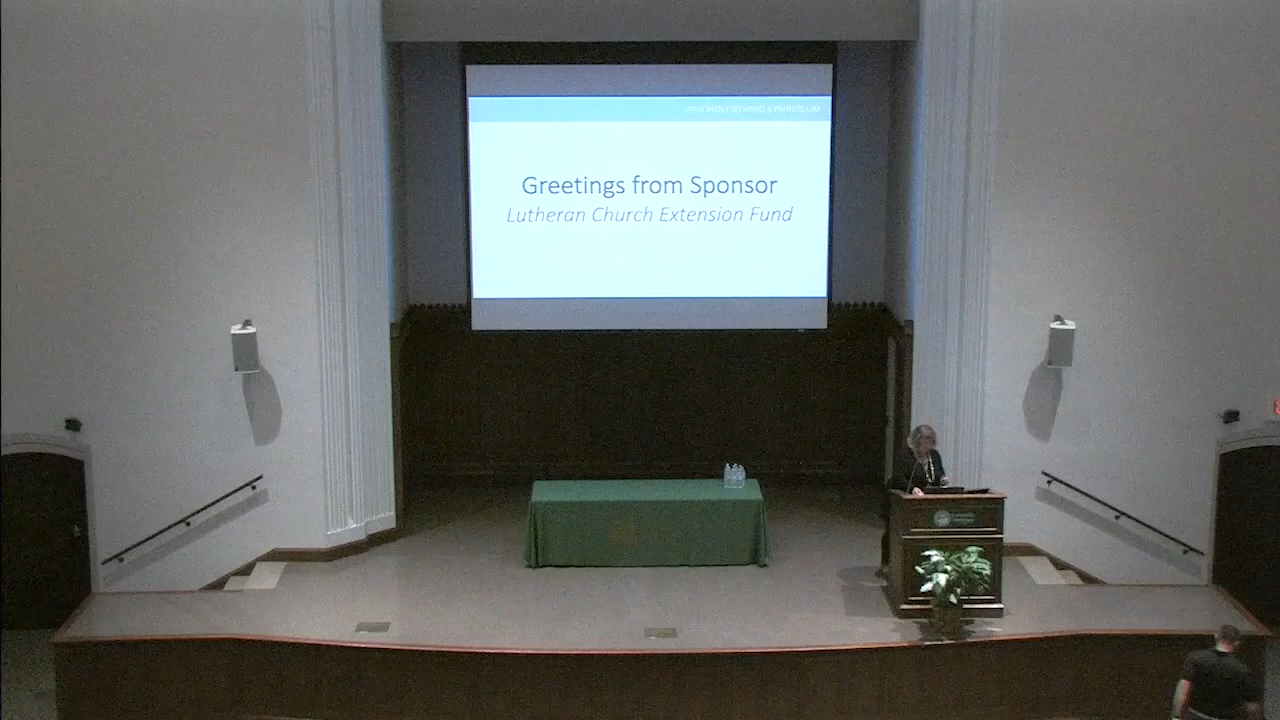 2018 MULTIETHNIC SYMPOSIUM
Greetings from Sponsor
Lutheran Church Extension Fund